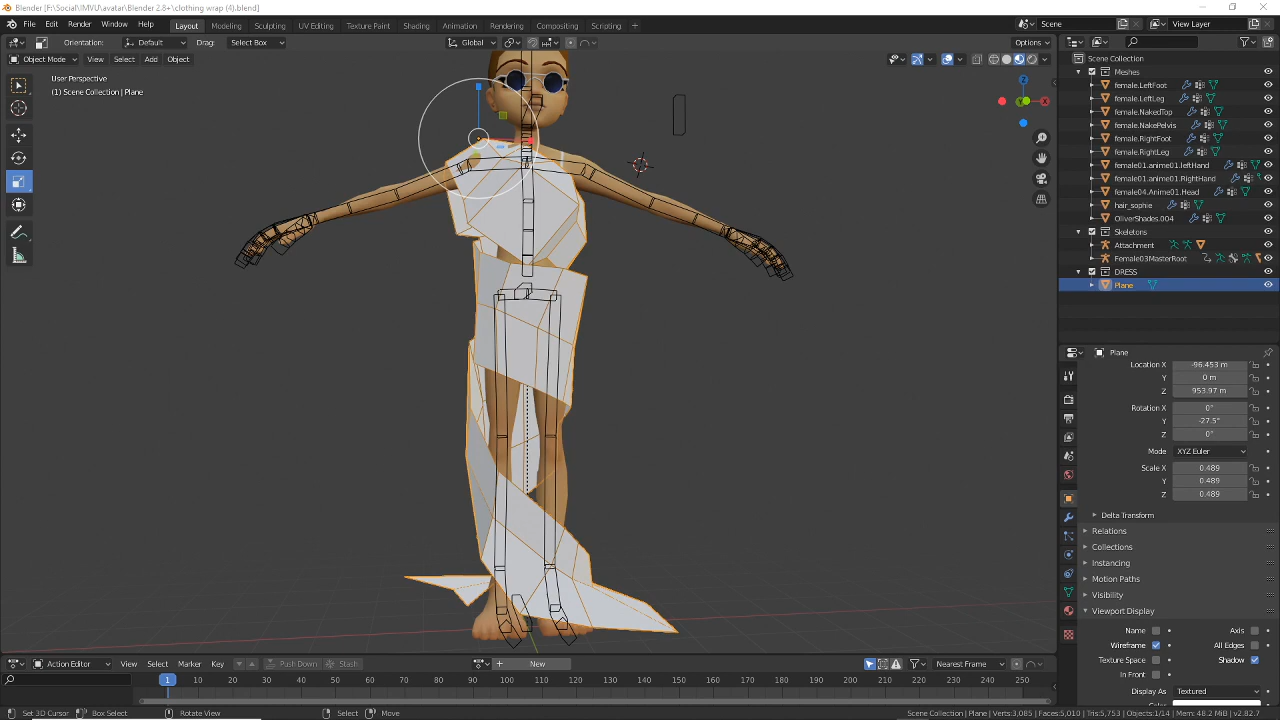 Blender [F:\Social\IMVU\avatar\Blender 2.8+\clothing wrap (4).blend]
File Edit Render Window Help Layout Modeling Sculpting UV Editing Texture Paint Shading Animation Rendering Compositing Scripting + Scene View Layer
Orientation: Default Drag: Select Box Global Options
Object Mode View Select Add Object
User Perspective
(1) Scene Collection | Plane
Z
Y
X
Scene Collection
Meshes
female.LeftFoot
female.LeftLeg
female.NakedTop
female.NakePelvis
female.RightFoot
female.RightLeg
female01.anime01.leftHand
female01.anime01.RightHand
female04.Anime01.Head
hair_sophie
OliverShades.004
Skeletons
Attachment
Female03MasterRoot
DRESS
Plane
Plane
Location X -96.453 m
Y 0 m
Z 953.97 m
Rotation X 0°
Y -27.5°
Z 0°
Mode XYZ Euler
Scale X 0.489
Y 0.489
Z 0.489
Delta Transform
Relations
Collections
Instancing
Motion Paths
Visibility
Viewport Display
Name Axis
Wireframe All Edges
Texture Space Shadow
In Front
Display As Textured
Color
Action Editor View Select Marker Key Push Down Stash + New Nearest Frame
1 10 20 30 40 50 60 70 80 90 100 110 120 130 140 150 160 170 180 190 200 210 220 230 240 250
Set 3D Cursor Box Select Rotate View Select Move Scene Collection | Plane | Verts:3,085 | Faces:5,010 | Tris:5,753 | Objects:1/14 | Mem: 48.2 MiB | v2.82.7